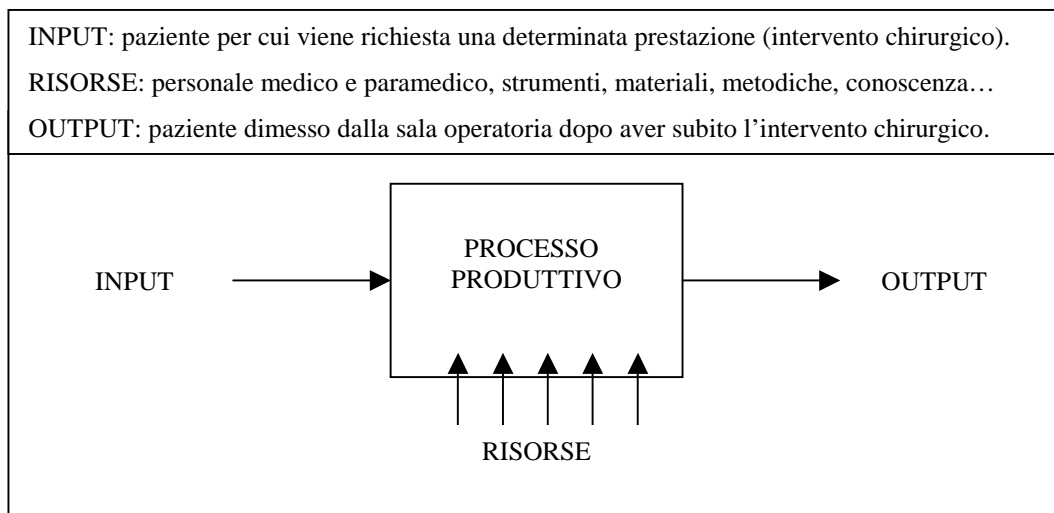 INPUT: paziente per cui viene richiesta una determinata prestazione (intervento chirurgico).
RISORSE: personale medico e paramedico, strumenti, materiali, metodiche, conoscenza…
OUTPUT: paziente dimesso dalla sala operatoria dopo aver subito l’intervento chirurgico.
PROCESSO
PRODUTTIVO
INPUT
OUTPUT
RISORSE